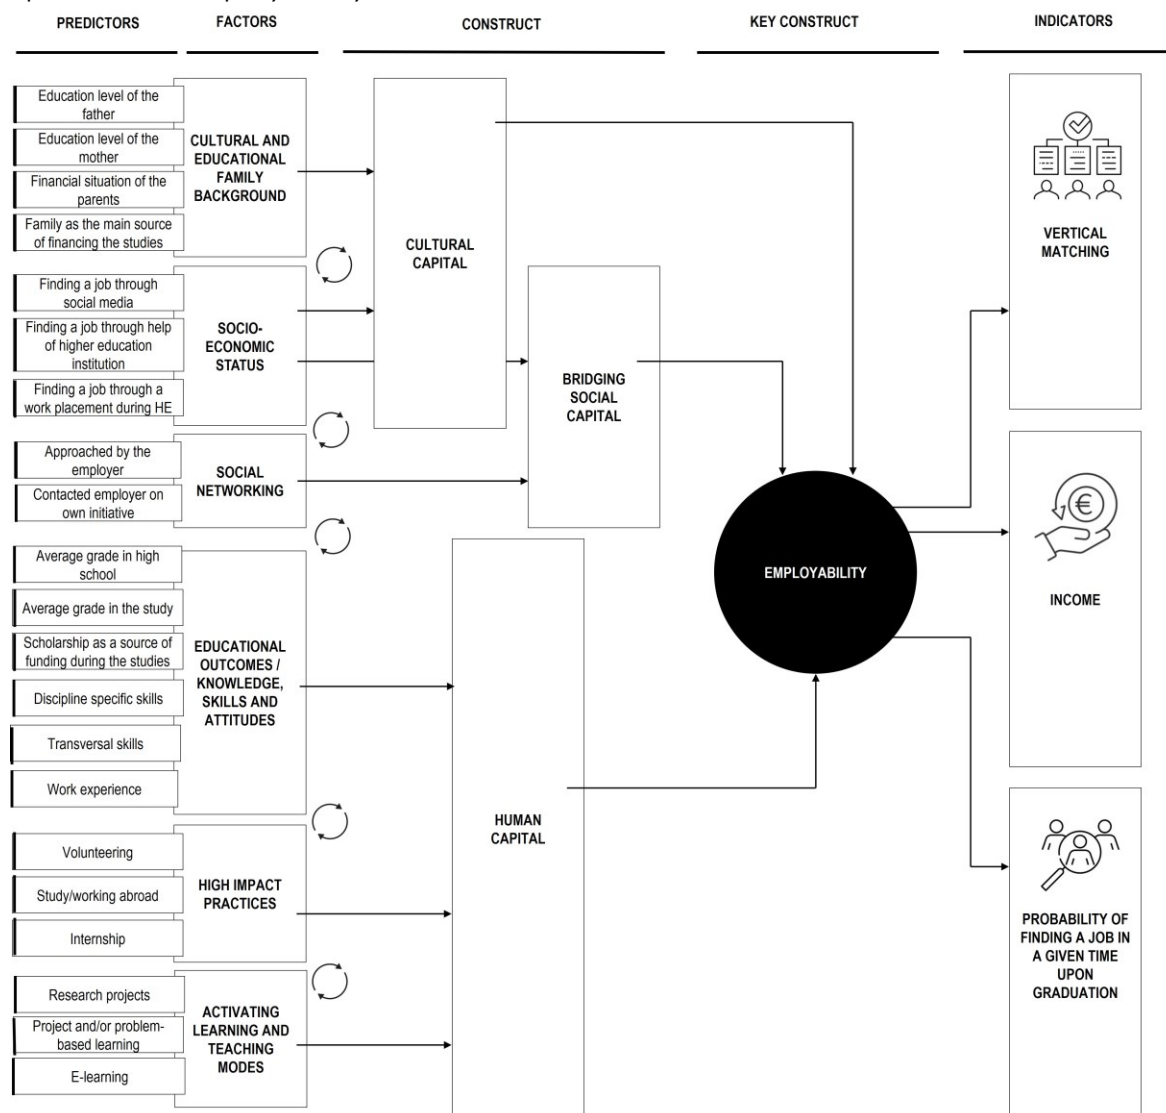 PREDICTORS
FACTORS
CONSTRUCT
KEY CONSTRUCT
INDICATORS
Education level of the
father
Education level of the
mother
Financial situation of the
parents
Family as the main source
of financing the studies
CULTURAL AND
EDUCATIONAL
FAMILY
BACKGROUND
Finding a job through
social media
Finding a job through help
of higher education
institution
Finding a job through a
work placement during HE
SOCIO-
ECONOMIC
STATUS
Approached by the
employer
Contacted employer on
own initiative
SOCIAL
NETWORKING
Average grade in high
school
Average grade in the study
Scholarship as a source of
funding during the studies
Discipline specific skills
Transversal skills
Work experience
EDUCATIONAL
OUTCOMES /
KNOWLEDGE,
SKILLS AND
ATTITUDES
Volunteering
Study/working abroad
Internship
HIGH IMPACT
PRACTICES
Research projects
Project and/or problem-
based learning
E-learning
ACTIVATING
LEARNING AND
TEACHING
MODES
CULTURAL
CAPITAL
BRIDGING
SOCIAL
CAPITAL
HUMAN
CAPITAL
EMPLOYABILITY
VERTICAL
MATCHING
€
INCOME
PROBABILITY OF
FINDING A JOB IN
A GIVEN TIME
UPON
GRADUATION